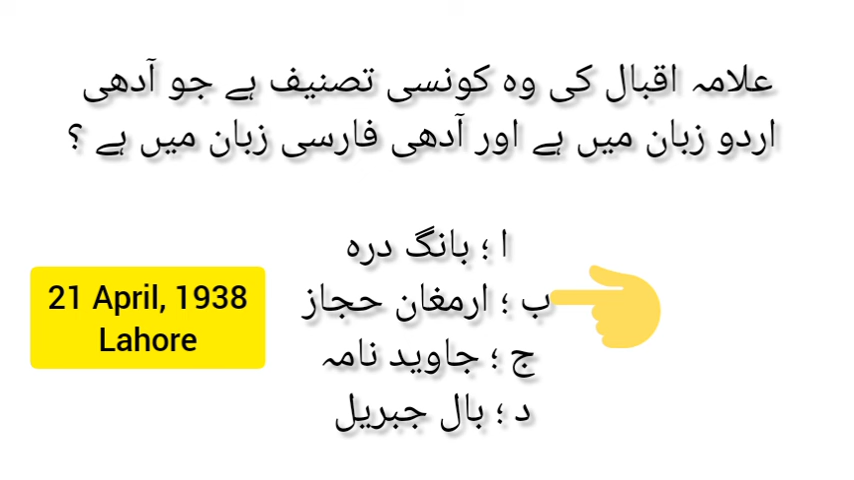 علامہ اقبال کی وہ کونسی تصنیف ہے جو آدھی
اردو زبان میں ہے اور آدھی فارسی زبان میں ہے ؟
ا ؛ بانگ درہ
ب ؛ ارمغان حجاز
ج ؛ جاوید نامہ
د ؛ بال جبریل
21 April, 1938
Lahore